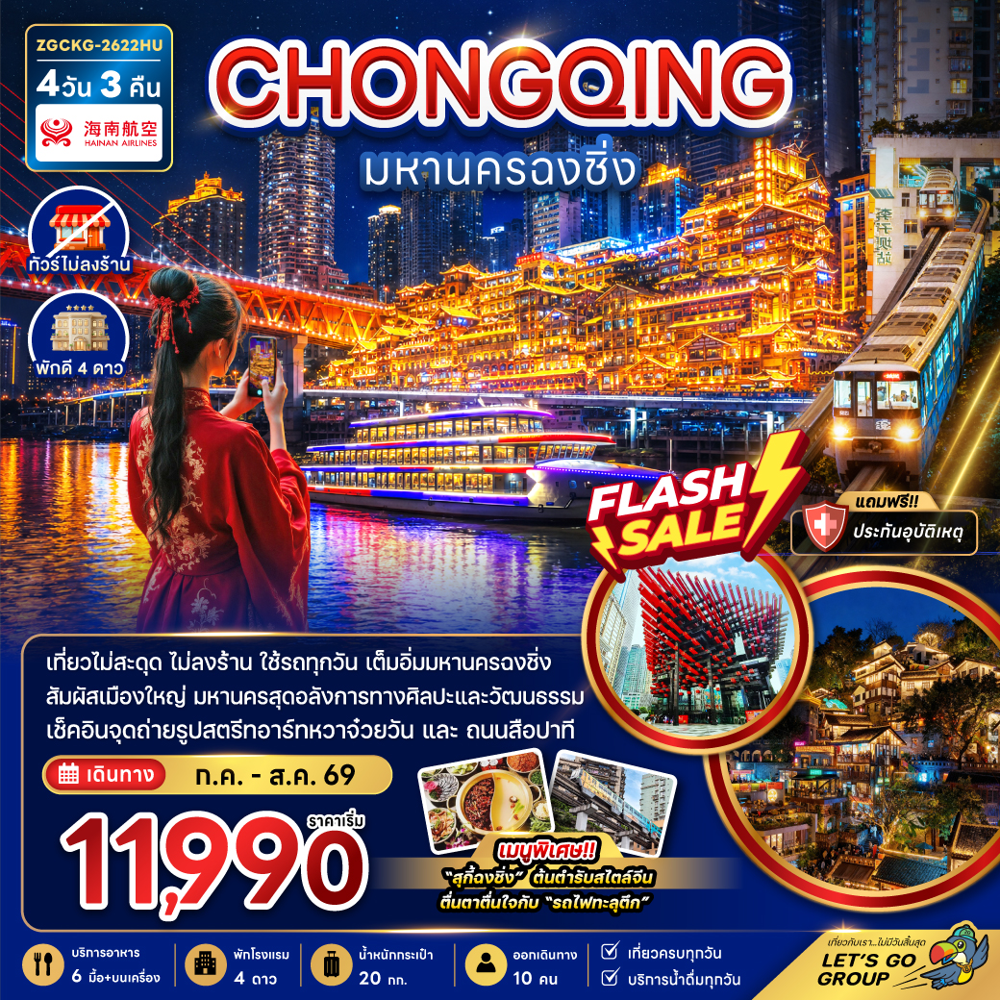 ZGCKG-2622HU
4วัน 3 คืน
海南航空
HAINAN AIRLINES
CHONGQING
มหานครฉงชิ่ง
ทัวร์ไม่ลงร้าน
พักดี 4 ดาว
李子坝站
FLASH
SALE
แถมฟรี!!
ประกันอุบัติเหตุ
เที่ยวไม่สะดุด ไม่ลงร้าน ใช้รถทุกวัน เต็มอิ่มมหานครฉงชิ่ง
สัมผัสเมืองใหญ่ มหานครสุดอลังการทางศิลปะและวัฒนธรรม
เช็คอินจุดถ่ายรูปสตรีทอาร์ทหวาจ๋วยวัน และ ถนนสือปาที
เดินทาง ก.ค. - ส.ค. 69
ราคาเริ่ม
11,990
เมนูพิเศษ!!
“สุกี้ฉงชิ่ง” ต้นตำรับสไตล์จีน
ตื่นตาตื่นใจกับ “รถไฟทะลุตึก”
บริการอาหาร
6 มื้อ+บนเครื่อง
พักโรงแรม
4 ดาว
น้ำหนักกระเป๋า
20 กก.
ออกเดินทาง
10 คน
เที่ยวครบทุกวัน
บริการน้ำดื่มทุกวัน
เที่ยวกับเรา...ไม่มีวันสิ้นสุด
LET'S GO
GROUP